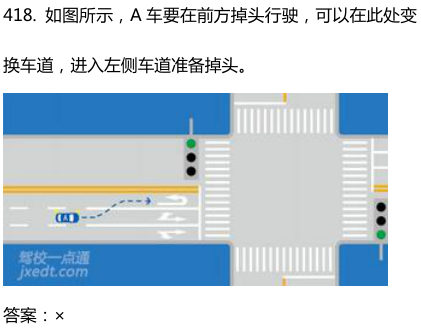 418. 如图所示，A 车要在前方掉头行驶，可以在此处变
换车道，进入左侧车道准备掉头。
A
驾校一点通
jxedt.com
答案：×